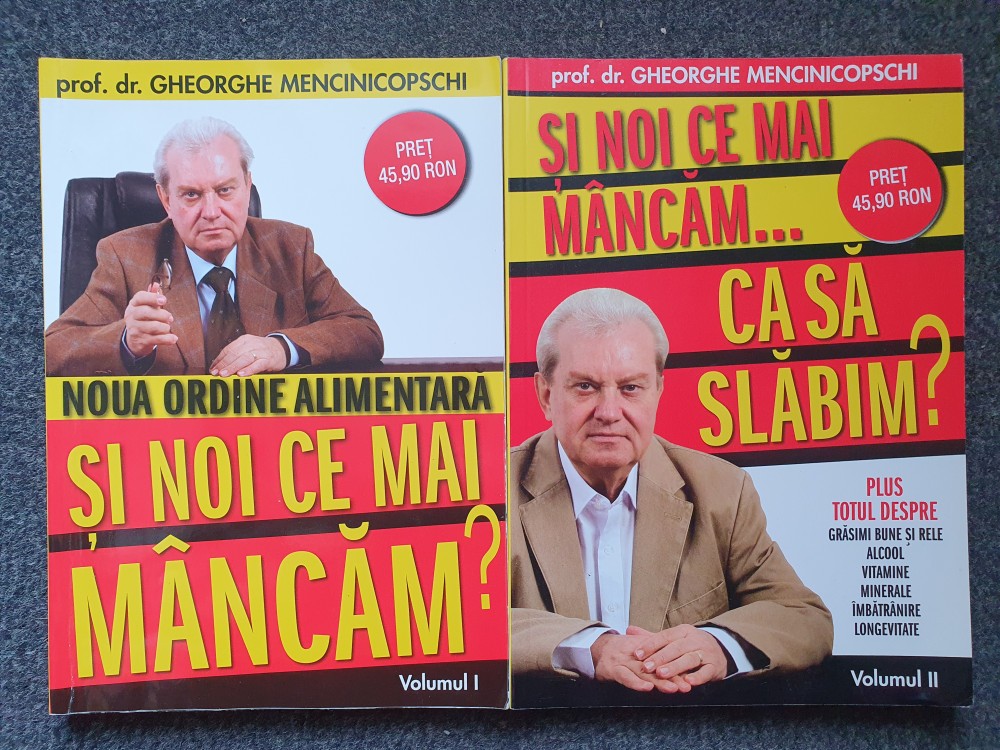 prof. dr. GHEORGHE MENCINICOPSCHI
PREȚ
45,90 RON
NOUA ORDINE ALIMENTARĂ
ȘI NOI CE MAI
MÂNCĂM?
Volumul I
prof. dr. GHEORGHE MENCINICOPSCHI
ȘI NOI CE MAI
MÂNCĂM...
PREȚ
45,90 RON
CA SĂ
SLĂBIM?
PLUS
TOTUL DESPRE
GRĂSIMI BUNE ȘI RELE
ALCOOL
VITAMINE
MINERALE
ÎMBĂTRÂNIRE
LONGEVITATE
Volumul II